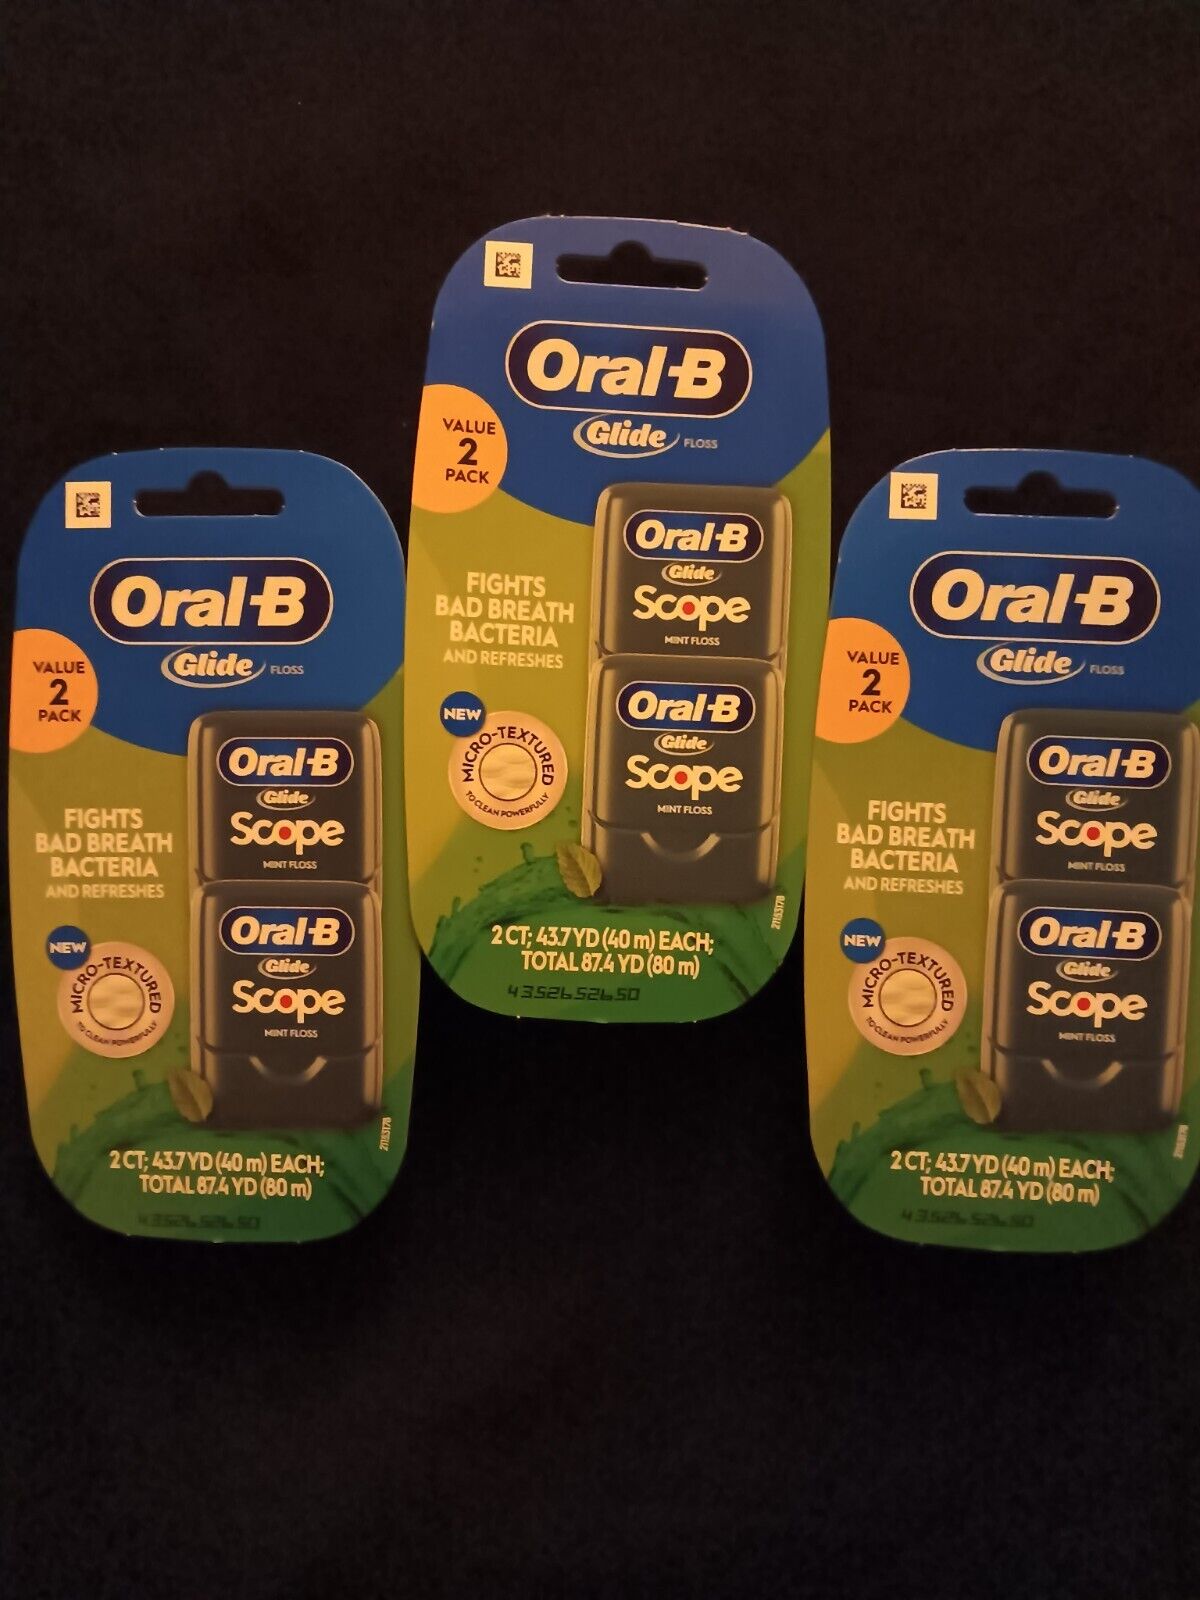 Oral-B
Glide FLOSS
VALUE
2
PACK
Oral-B
Glide
Scope
MINT FLOSS
FIGHTS
BAD BREATH
BACTERIA
AND REFRESHES
Oral-B
Glide
Scope
MINT FLOSS
NEW
MICRO-TEXTURED
TO CLEAN POWERFULLY
2 CT; 43.7 YD (40 m) EACH;
TOTAL 87.4 YD (80 m)
4352652650
Oral-B
Glide FLOSS
VALUE
2
PACK
Oral-B
Glide
Scope
MINT FLOSS
FIGHTS
BAD BREATH
BACTERIA
AND REFRESHES
Oral-B
Glide
Scope
MINT FLOSS
NEW
MICRO-TEXTURED
TO CLEAN POWERFULLY
2 CT; 43.7 YD (40 m) EACH;
TOTAL 87.4 YD (80 m)
4352652650
Oral-B
Glide FLOSS
VALUE
2
PACK
Oral-B
Glide
Scope
MINT FLOSS
FIGHTS
BAD BREATH
BACTERIA
AND REFRESHES
Oral-B
Glide
Scope
MINT FLOSS
NEW
MICRO-TEXTURED
TO CLEAN POWERFULLY
2 CT; 43.7 YD (40 m) EACH;
TOTAL 87.4 YD (80 m)
4352652650